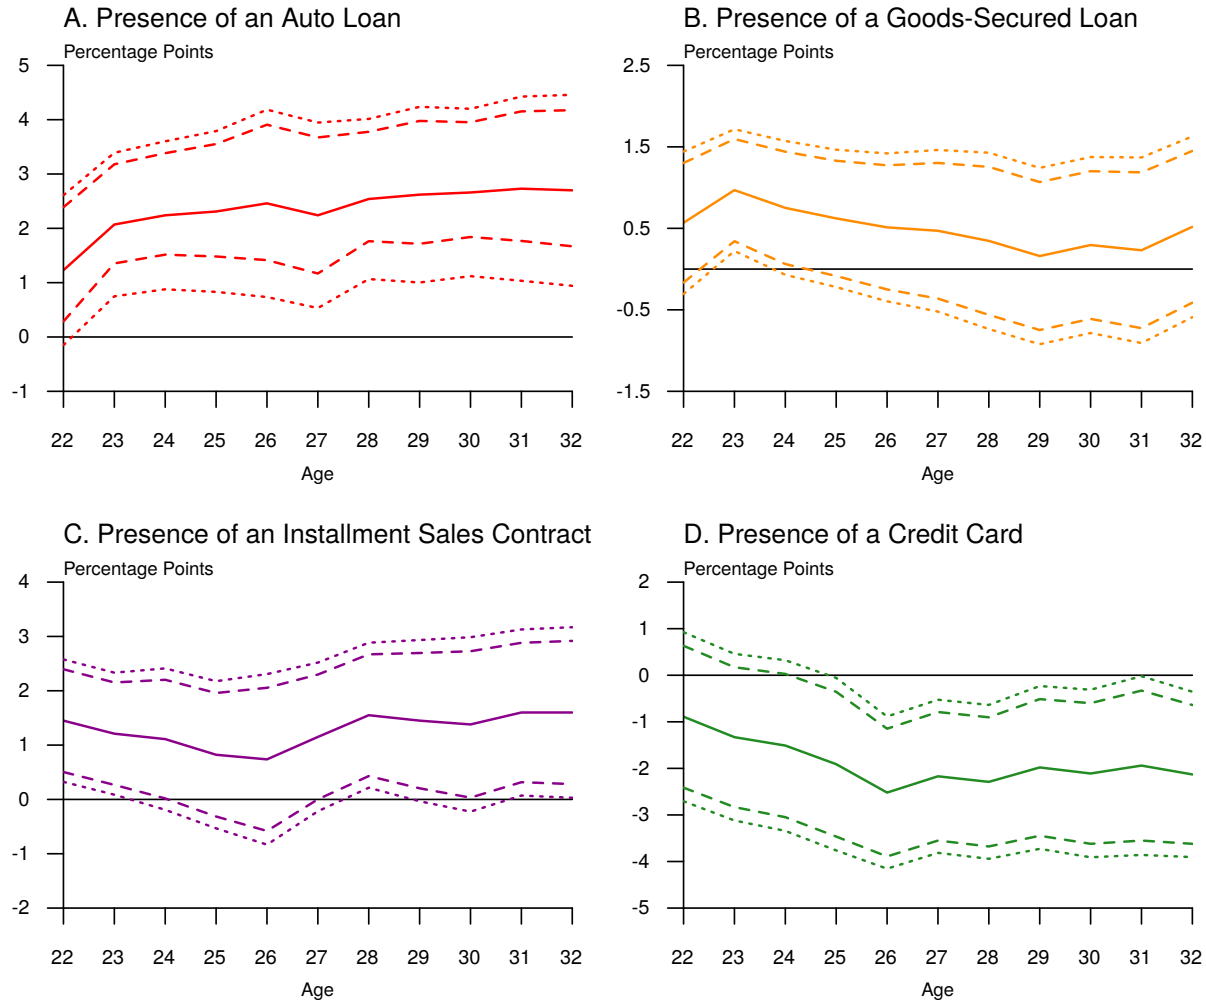 A. Presence of an Auto Loan
Percentage Points
5
4
3
2
1
0
-1
22 23 24 25 26 27 28 29 30 31 32
Age
B. Presence of a Goods-Secured Loan
Percentage Points
2.5
1.5
0.5
-0.5
-1.5
22 23 24 25 26 27 28 29 30 31 32
Age
C. Presence of an Installment Sales Contract
Percentage Points
4
3
2
1
0
-1
-2
22 23 24 25 26 27 28 29 30 31 32
Age
D. Presence of a Credit Card
Percentage Points
2
1
0
-1
-2
-3
-4
-5
22 23 24 25 26 27 28 29 30 31 32
Age